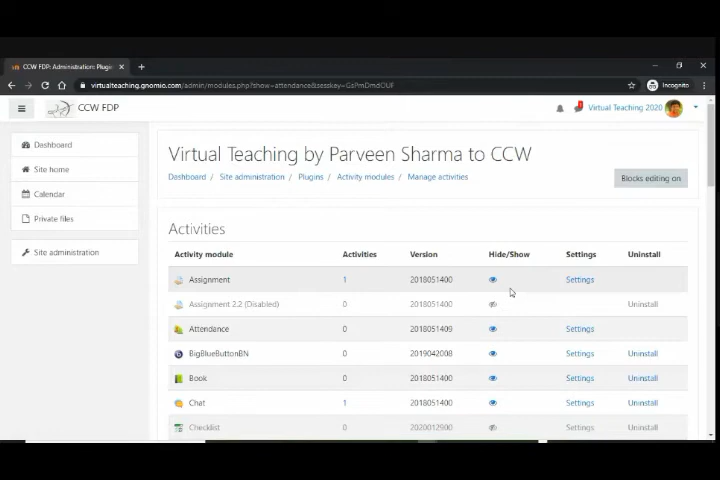 CCW FDP: Administration: Plugi
virtualteaching.gnomio.com/admin/modules.php?show=attendance&sesskey=GsPmDmdOUF
Incognito
CCW FDP
Virtual Teaching 2020
Dashboard
Site home
Calendar
Private files
Site administration
Virtual Teaching by Parveen Sharma to CCW
Dashboard / Site administration / Plugins / Activity modules / Manage activities
Blocks editing on
Activities
Activity module Activities Version Hide/Show Settings Uninstall
Assignment 1 2018051400 Settings
Assignment 2.2 (Disabled) 0 2018051400 Uninstall
Attendance 0 2018051409 Settings
BigBlueButtonBN 0 2019042008 Settings Uninstall
Book 0 2018051400 Settings Uninstall
Chat 1 2018051400 Settings Uninstall
Checklist 0 2020012900 Settings Uninstall